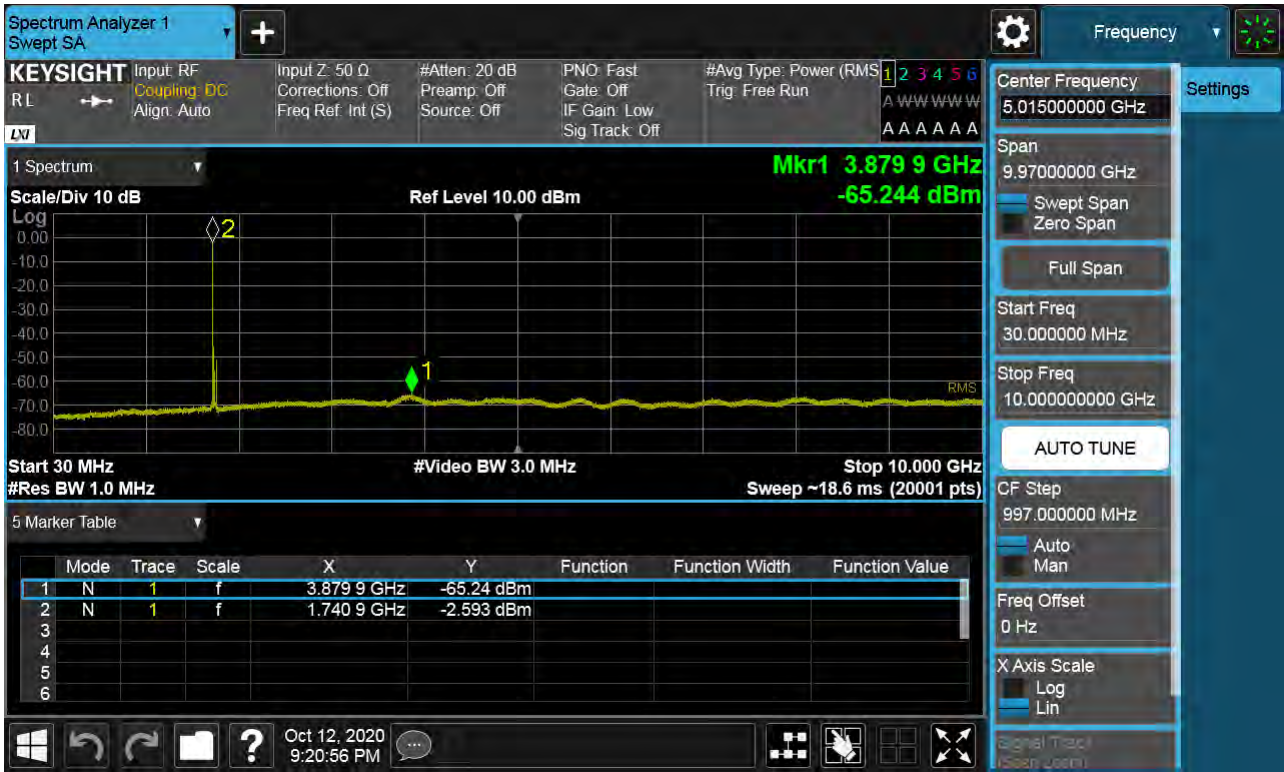 Spectrum Analyzer 1
Swept SA
+
Frequency
KEYSIGHT
RL
LXI
Input: RF
Coupling: DC
Align: Auto
Input Z: 50 Ω
Corrections: Off
Freq Ref: Int (S)
#Atten: 20 dB
Preamp: Off
Source: Off
PNO: Fast
Gate: Off
IF Gain: Low
Sig Track: Off
#Avg Type: Power (RMS
Trig: Free Run
1 2 3 4 5 6
A W W W W W
A A A A A A
1 Spectrum
Mkr1 3.879 9 GHz
-65.244 dBm
Scale/Div 10 dB
Ref Level 10.00 dBm
Log
0.00
-10.0
-20.0
-30.0
-40.0
-50.0
-60.0
-70.0
-80.0
2
1
RMS
Start 30 MHz
#Video BW 3.0 MHz
Stop 10.000 GHz
#Res BW 1.0 MHz
Sweep ~18.6 ms (20001 pts)
5 Marker Table
Mode Trace Scale X Y Function Function Width Function Value
1 N 1 f 3.879 9 GHz -65.24 dBm
2 N 1 f 1.740 9 GHz -2.593 dBm
3
4
5
6
?
Oct 12, 2020
9:20:56 PM
Center Frequency
5.015000000 GHz
Settings
Span
9.97000000 GHz
Swept Span
Zero Span
Full Span
Start Freq
30.000000 MHz
Stop Freq
10.000000000 GHz
AUTO TUNE
CF Step
997.000000 MHz
Auto
Man
Freq Offset
0 Hz
X Axis Scale
Log
Lin
Signal Track
(Span Zoom)